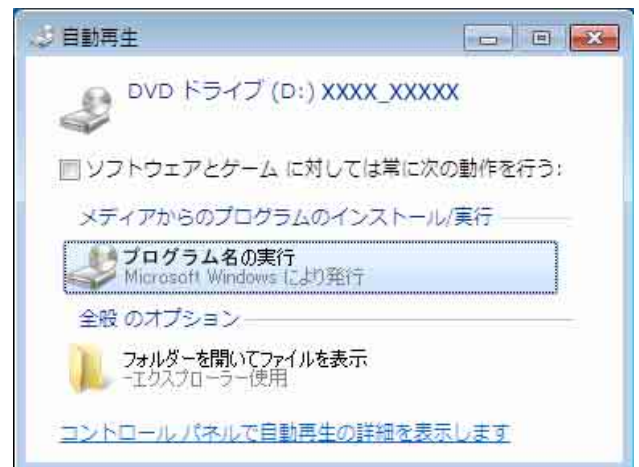 自動再生
DVD ドライブ (D:) XXXX_XXXXX
ソフトウェアとゲーム に対しては常に次の動作を行う:
メディアからのプログラムのインストール/実行
プログラム名の実行
Microsoft Windows により発行
全般 のオプション
フォルダーを開いてファイルを表示
-エクスプローラー使用
コントロール パネルで自動再生の詳細を表示します